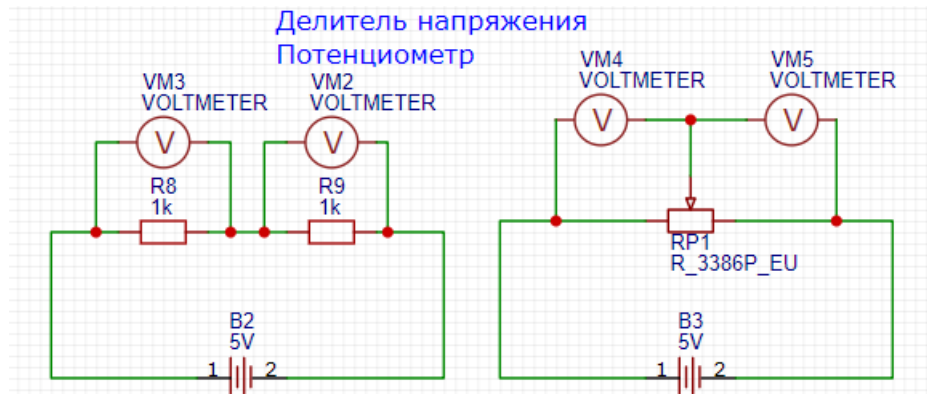 Делитель напряжения
Потенциометр
VM3
VOLTMETER
VM2
VOLTMETER
V
V
R8
1k
R9
1k
B2
5V
1 2
VM4
VOLTMETER
VM5
VOLTMETER
V
V
RP1
R_3386P_EU
B3
5V
1 2